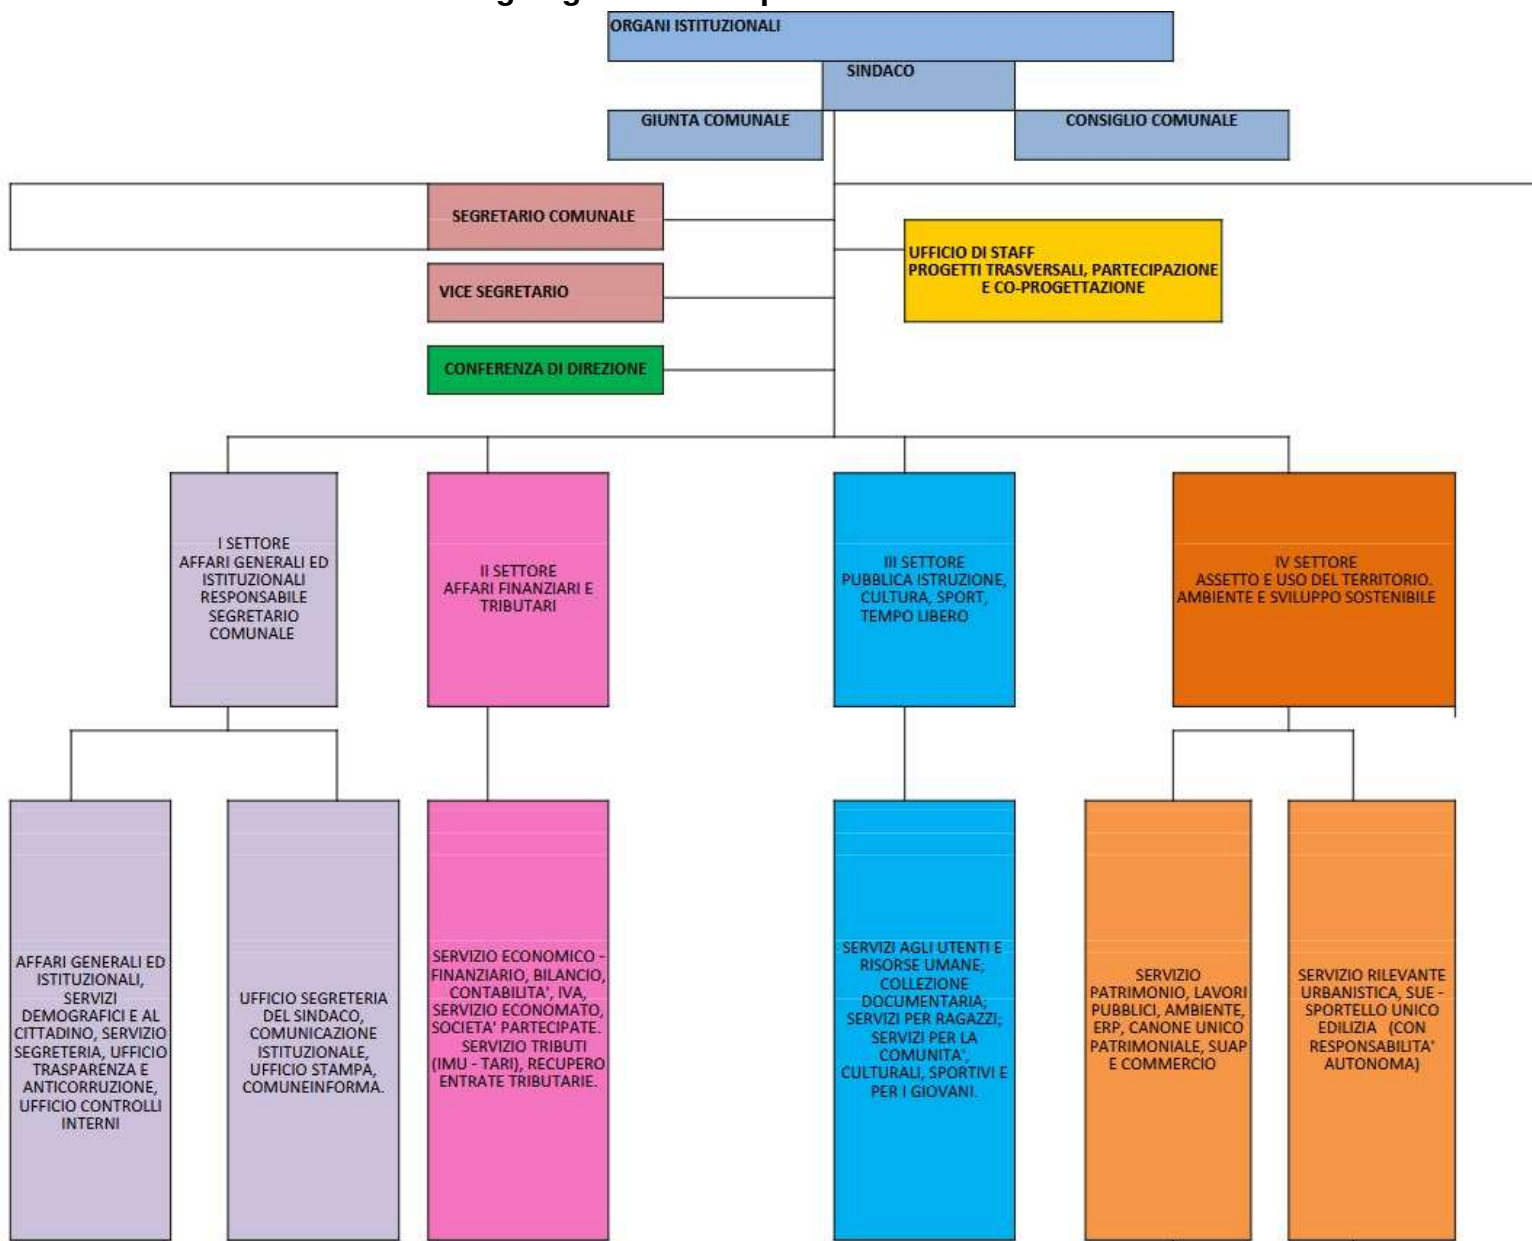 ORGANI ISTITUZIONALI
SINDACO
GIUNTA COMUNALE
CONSIGLIO COMUNALE
SEGRETARIO COMUNALE
UFFICIO DI STAFF
PROGETTI TRASVERSALI, PARTECIPAZIONE
E CO-PROGETTAZIONE
VICE SEGRETARIO
CONFERENZA DI DIREZIONE
I SETTORE
AFFARI GENERALI ED
ISTITUZIONALI
RESPONSABILE
SEGRETARIO
COMUNALE
II SETTORE
AFFARI FINANZIARI E
TRIBUTARI
III SETTORE
PUBBLICA ISTRUZIONE,
CULTURA, SPORT,
TEMPO LIBERO
IV SETTORE
ASSETTO E USO DEL TERRITORIO.
AMBIENTE E SVILUPPO SOSTENIBILE
AFFARI GENERALI ED
ISTITUZIONALI,
SERVIZI
DEMOGRAFICI E AL
CITTADINO, SERVIZIO
SEGRETERIA, UFFICIO
TRASPARENZA E
ANTICORRUZIONE,
UFFICIO CONTROLLI
INTERNI
UFFICIO SEGRETERIA
DEL SINDACO,
COMUNICAZIONE
ISTITUZIONALE,
UFFICIO STAMPA,
COMUNEINFORMA.
SERVIZIO ECONOMICO -
FINANZIARIO, BILANCIO,
CONTABILITA', IVA,
SERVIZIO ECONOMATO,
SOCIETA' PARTECIPATE.
SERVIZIO TRIBUTI
(IMU - TARI), RECUPERO
ENTRATE TRIBUTARIE.
SERVIZI AGLI UTENTI E
RISORSE UMANE;
COLLEZIONE
DOCUMENTARIA;
SERVIZI PER RAGAZZI;
SERVIZI PER LA
COMUNITA',
CULTURALI, SPORTIVI E
PER I GIOVANI.
SERVIZIO
PATRIMONIO, LAVORI
PUBBLICI, AMBIENTE,
ERP, CANONE UNICO
PATRIMONIALE, SUAP
E COMMERCIO
SERVIZIO RILEVANTE
URBANISTICA, SUE -
SPORTELLO UNICO
EDILIZIA (CON
RESPONSABILITA'
AUTONOMA)